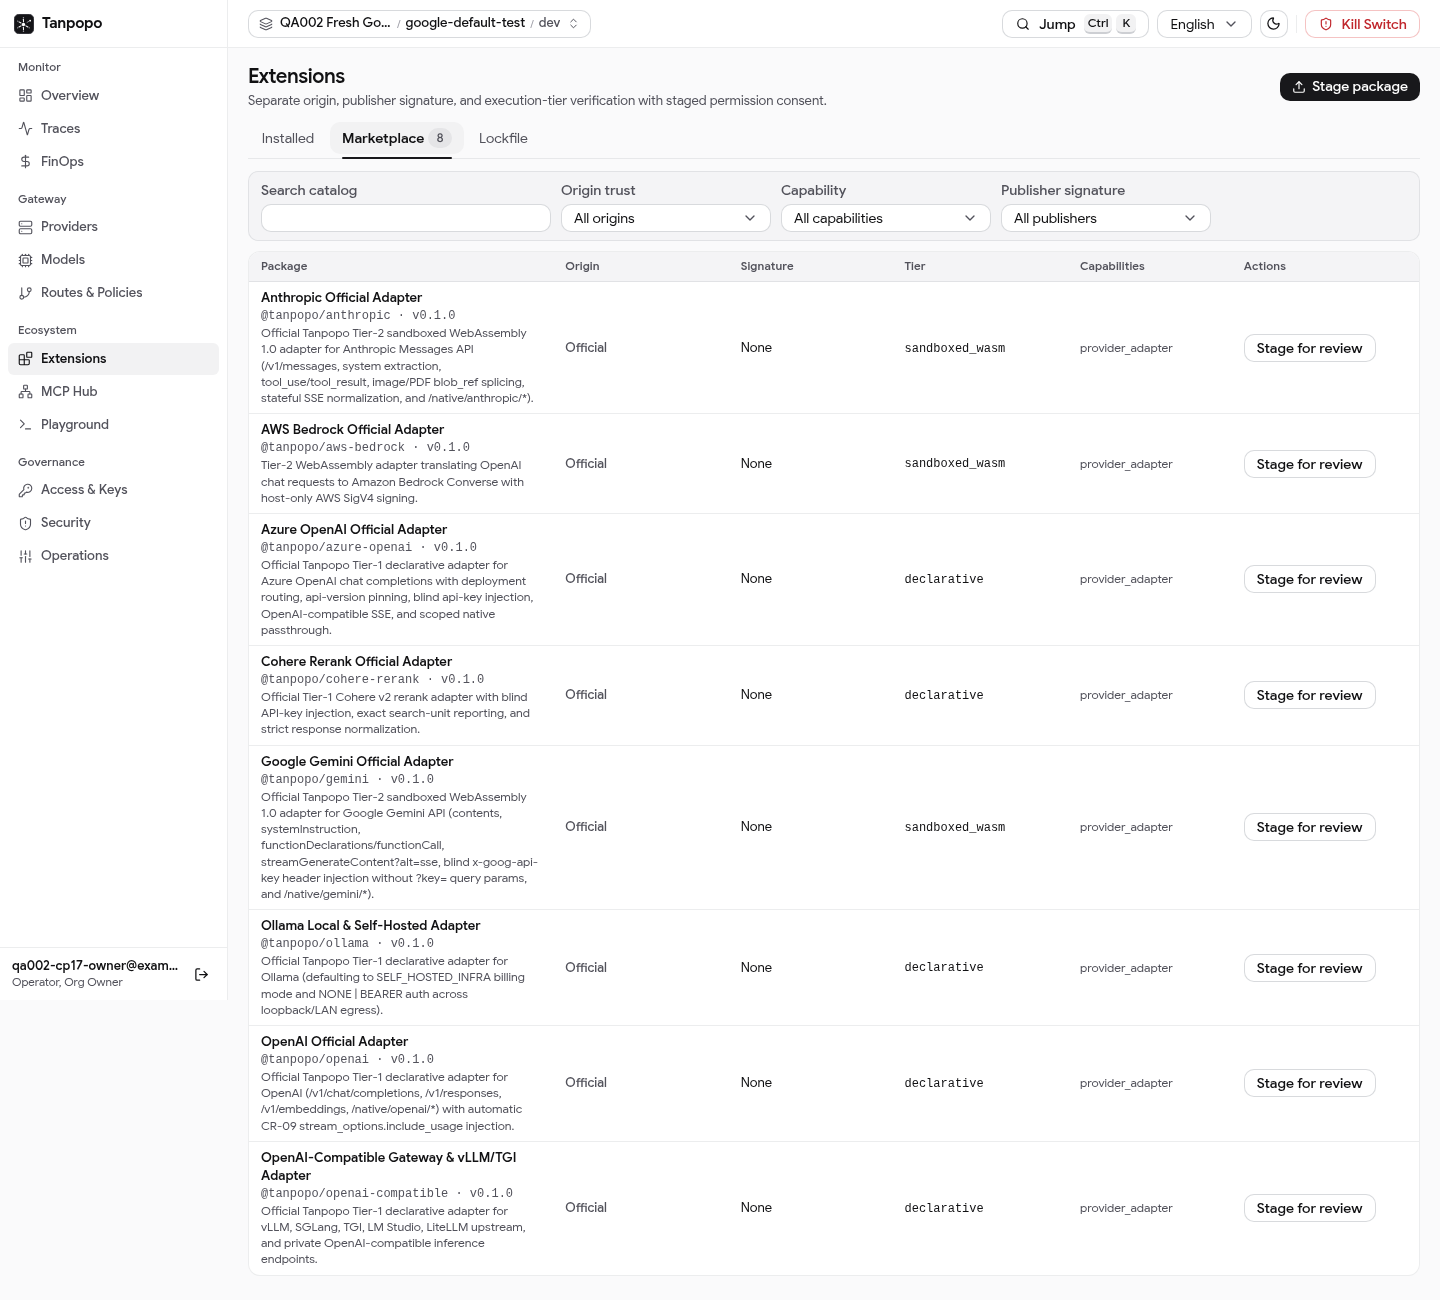 Tanpopo
QA002 Fresh Go... / google-default-test / dev
Jump Ctrl K
English
Kill Switch
Monitor
Overview
Traces
FinOps
Gateway
Providers
Models
Routes & Policies
Ecosystem
Extensions
MCP Hub
Playground
Governance
Access & Keys
Security
Operations
qa002-cp17-owner@exam...
Operator, Org Owner
Extensions
Separate origin, publisher signature, and execution-tier verification with staged permission consent.
Stage package
Installed Marketplace 8 Lockfile
Search catalog Origin trust Capability Publisher signature
All origins All capabilities All publishers
Package Origin Signature Tier Capabilities Actions
Anthropic Official Adapter
@tanpopo/anthropic · v0.1.0
Official Tanpopo Tier-2 sandboxed WebAssembly
1.0 adapter for Anthropic Messages API
(/v1/messages, system extraction,
tool_use/tool_result, image/PDF blob_ref splicing,
stateful SSE normalization, and /native/anthropic/*).
Official None sandboxed_wasm provider_adapter Stage for review
AWS Bedrock Official Adapter
@tanpopo/aws-bedrock · v0.1.0
Tier-2 WebAssembly adapter translating OpenAI
chat requests to Amazon Bedrock Converse with
host-only AWS SigV4 signing.
Official None sandboxed_wasm provider_adapter Stage for review
Azure OpenAI Official Adapter
@tanpopo/azure-openai · v0.1.0
Official Tanpopo Tier-1 declarative adapter for
Azure OpenAI chat completions with deployment
routing, api-version pinning, blind api-key injection,
OpenAI-compatible SSE, and scoped native
passthrough.
Official None declarative provider_adapter Stage for review
Cohere Rerank Official Adapter
@tanpopo/cohere-rerank · v0.1.0
Official Tier-1 Cohere v2 rerank adapter with blind
API-key injection, exact search-unit reporting, and
strict response normalization.
Official None declarative provider_adapter Stage for review
Google Gemini Official Adapter
@tanpopo/gemini · v0.1.0
Official Tanpopo Tier-2 sandboxed WebAssembly
1.0 adapter for Google Gemini API (contents,
systemInstruction,
functionDeclarations/functionCall,
streamGenerateContent?alt=sse, blind x-goog-api-
key header injection without ?key= query params,
and /native/gemini/*).
Official None sandboxed_wasm provider_adapter Stage for review
Ollama Local & Self-Hosted Adapter
@tanpopo/ollama · v0.1.0
Official Tanpopo Tier-1 declarative adapter for
Ollama (defaulting to SELF_HOSTED_INFRA billing
mode and NONE | BEARER auth across
loopback/LAN egress).
Official None declarative provider_adapter Stage for review
OpenAI Official Adapter
@tanpopo/openai · v0.1.0
Official Tanpopo Tier-1 declarative adapter for
OpenAI (/v1/chat/completions, /v1/responses,
/v1/embeddings, /native/openai/*) with automatic
CR-09 stream_options.include_usage injection.
Official None declarative provider_adapter Stage for review
OpenAI-Compatible Gateway & vLLM/TGI
Adapter
@tanpopo/openai-compatible · v0.1.0
Official Tanpopo Tier-1 declarative adapter for
vLLM, SGLang, TGI, LM Studio, LiteLLM upstream,
and private OpenAI-compatible inference
endpoints.
Official None declarative provider_adapter Stage for review